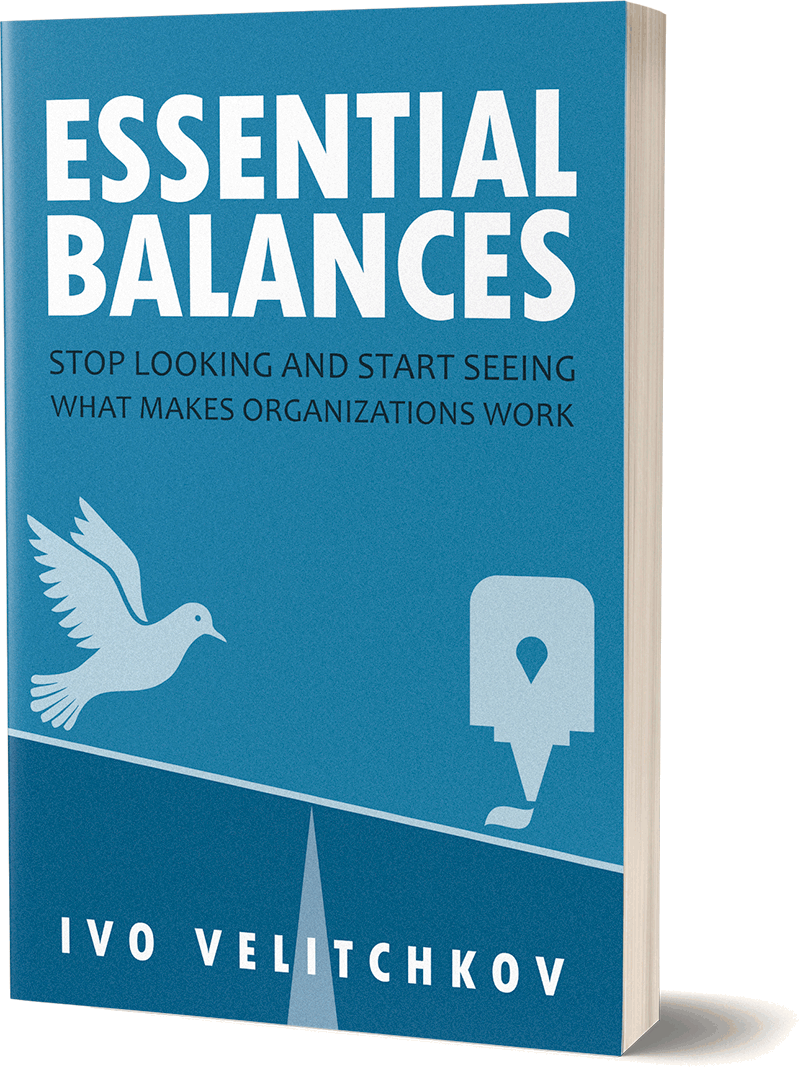 ESSENTIAL
BALANCES
STOP LOOKING AND START SEEING
WHAT MAKES ORGANIZATIONS WORK
IVO VELITCHKOV